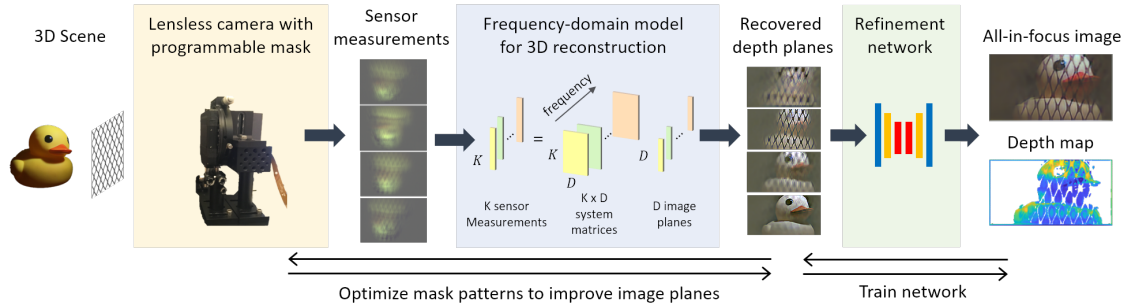 3D Scene
Lensless camera with
programmable mask
Sensor
measurements
Frequency-domain model
for 3D reconstruction
frequency
K
=
K
D
D
K sensor
Measurements
K x D
system
matrices
D image
planes
Recovered
depth planes
Refinement
network
All-in-focus image
Depth map
Optimize mask patterns to improve image planes
Train network